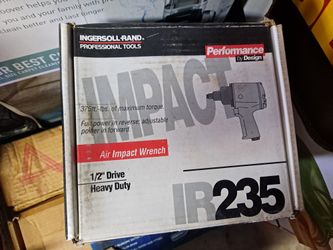 INGERSOLL-RAND®
PROFESSIONAL TOOLS
Performance
by Design
IMPACT
375 ft.-lbs. of maximum torque.
Full power in reverse; adjustable
power in forward.
Air Impact Wrench
1/2" Drive
Heavy Duty
IR235
R BEST C